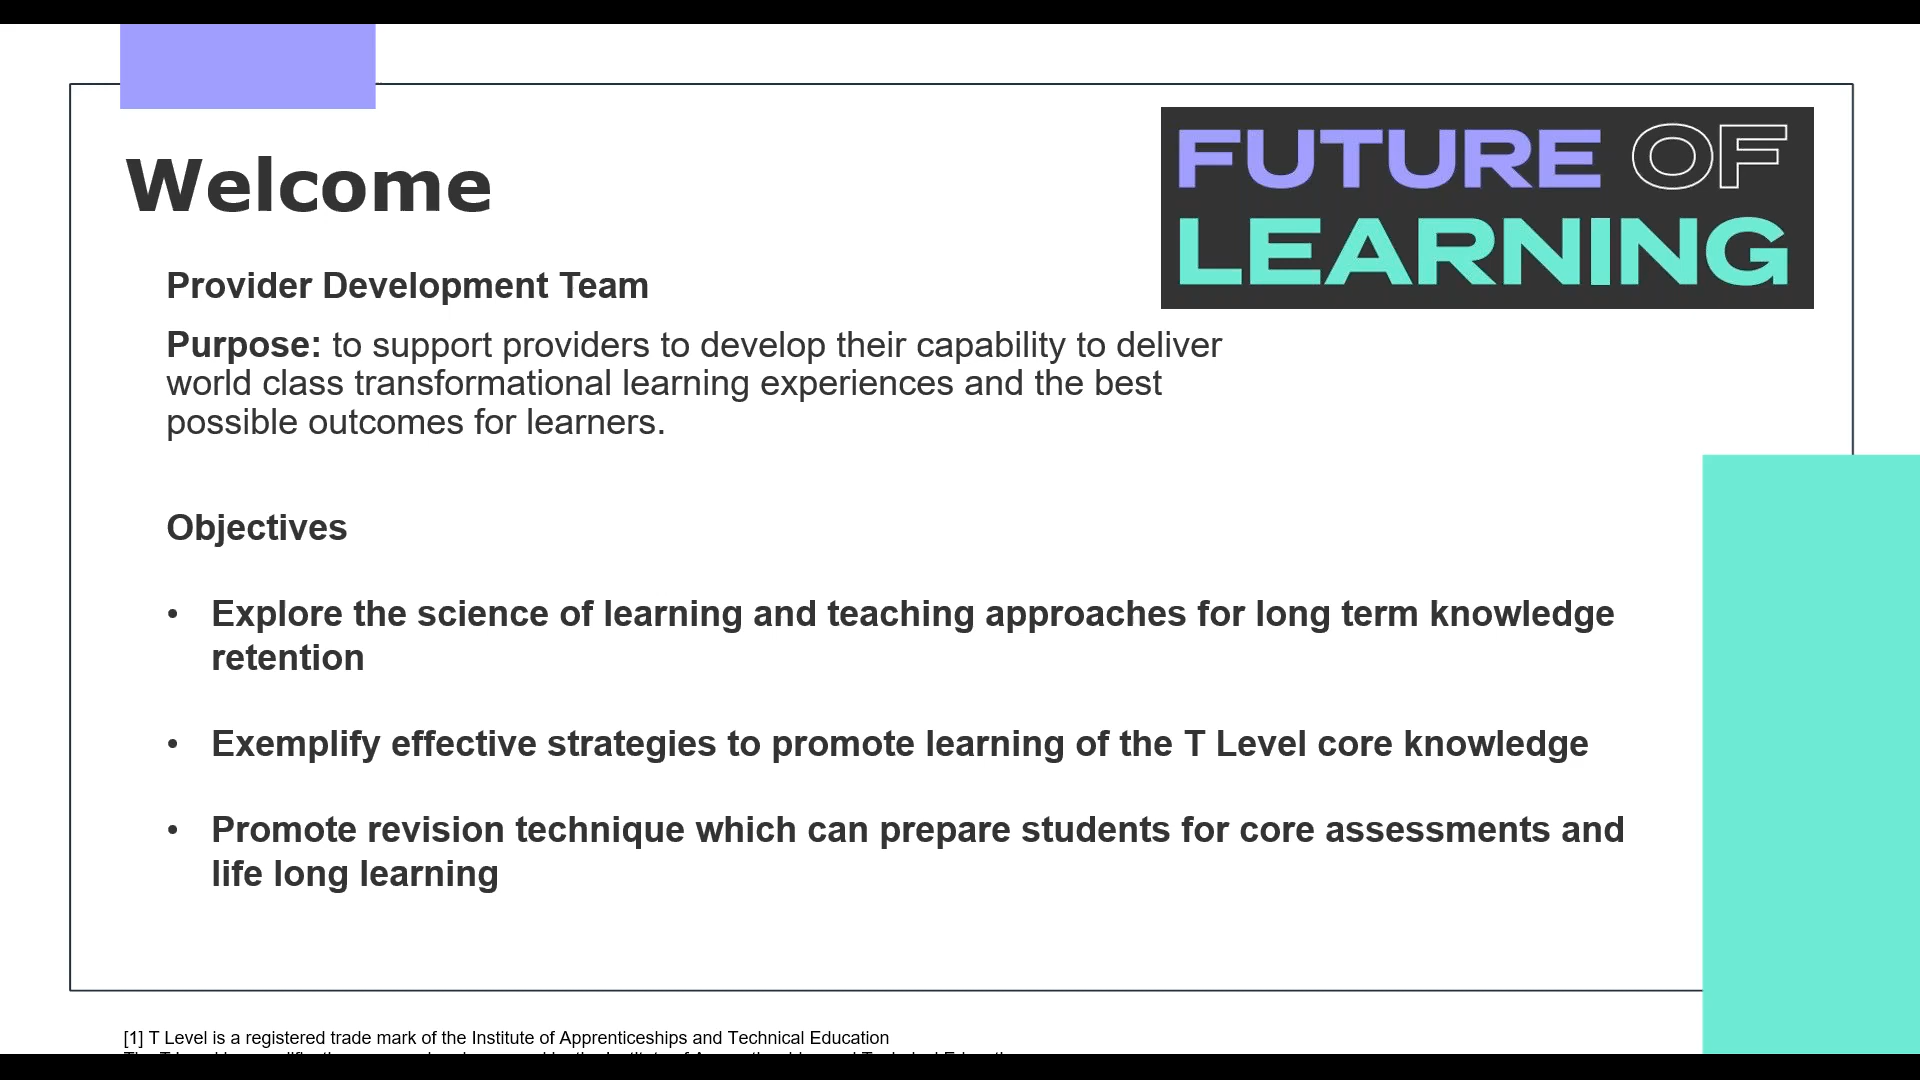 Welcome
FUTURE OF
LEARNING
Provider Development Team
Purpose: to support providers to develop their capability to deliver
world class transformational learning experiences and the best
possible outcomes for learners.
Objectives
• Explore the science of learning and teaching approaches for long term knowledge
retention
• Exemplify effective strategies to promote learning of the T Level core knowledge
• Promote revision technique which can prepare students for core assessments and
life long learning
[1] T Level is a registered trade mark of the Institute of Apprenticeships and Technical Education